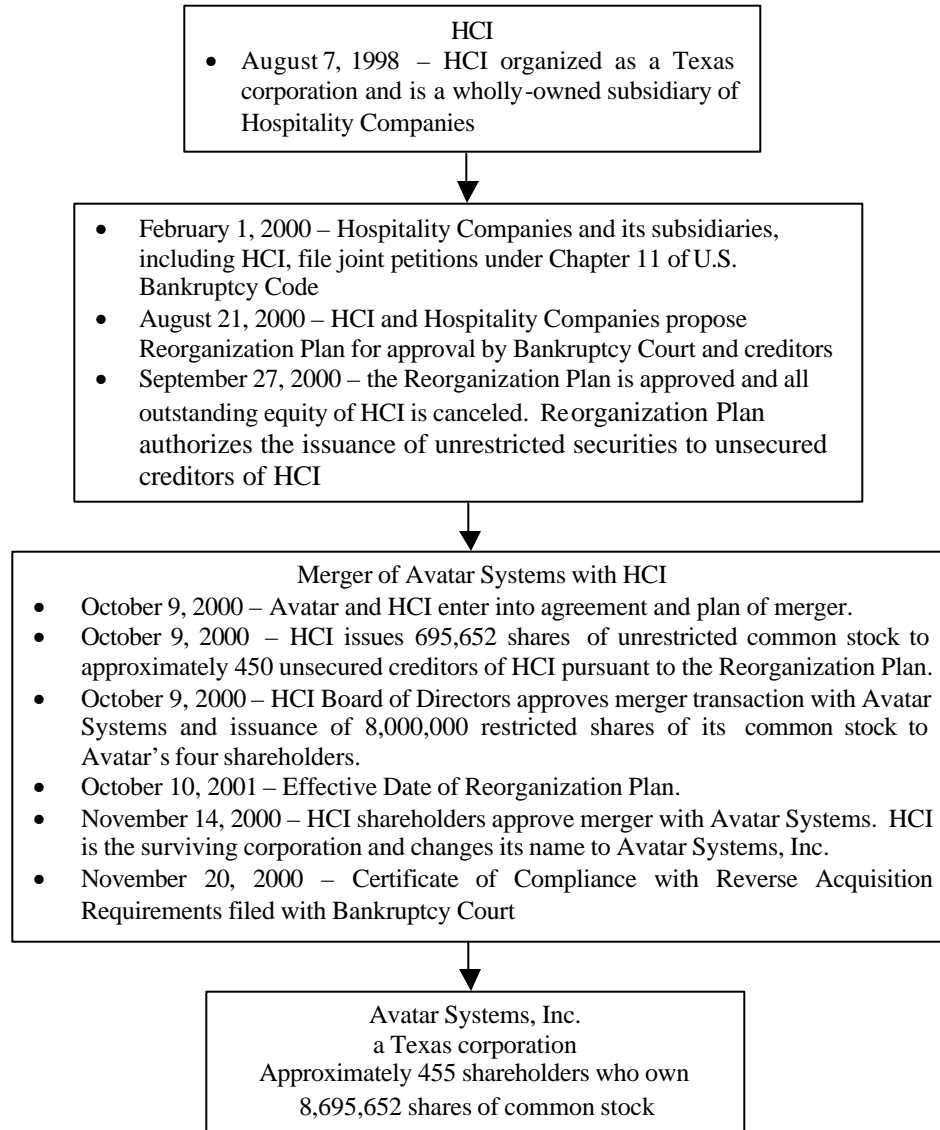 HCI
• August 7, 1998 – HCI organized as a Texas
corporation and is a wholly-owned subsidiary of
Hospitality Companies
• February 1, 2000 – Hospitality Companies and its subsidiaries,
including HCI, file joint petitions under Chapter 11 of U.S.
Bankruptcy Code
• August 21, 2000 – HCI and Hospitality Companies propose
Reorganization Plan for approval by Bankruptcy Court and creditors
• September 27, 2000 – the Reorganization Plan is approved and all
outstanding equity of HCI is canceled. Reorganization Plan
authorizes the issuance of unrestricted securities to unsecured
creditors of HCI
Merger of Avatar Systems with HCI
• October 9, 2000 – Avatar and HCI enter into agreement and plan of merger.
• October 9, 2000 – HCI issues 695,652 shares of unrestricted common stock to
approximately 450 unsecured creditors of HCI pursuant to the Reorganization Plan.
• October 9, 2000 – HCI Board of Directors approves merger transaction with Avatar
Systems and issuance of 8,000,000 restricted shares of its common stock to
Avatar's four shareholders.
• October 10, 2001 – Effective Date of Reorganization Plan.
• November 14, 2000 – HCI shareholders approve merger with Avatar Systems. HCI
is the surviving corporation and changes its name to Avatar Systems, Inc.
• November 20, 2000 – Certificate of Compliance with Reverse Acquisition
Requirements filed with Bankruptcy Court
Avatar Systems, Inc.
a Texas corporation
Approximately 455 shareholders who own
8,695,652 shares of common stock